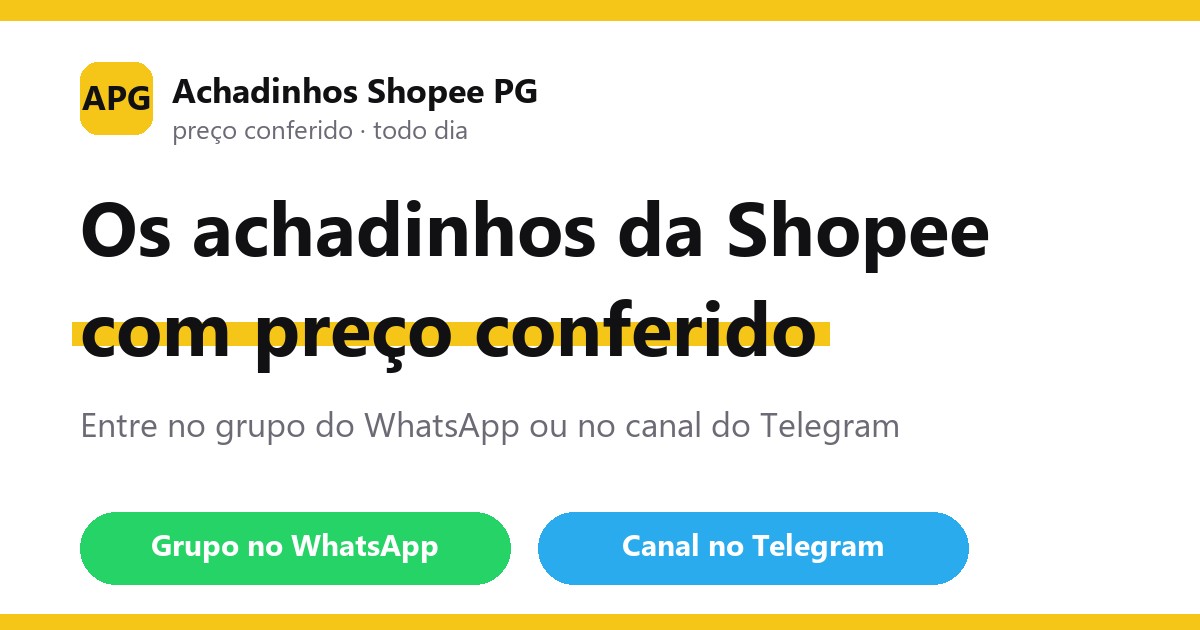 APG
Achadinhos Shopee PG
preço conferido · todo dia
Os achadinhos da Shopee
com preço conferido
Entre no grupo do WhatsApp ou no canal do Telegram
Grupo no WhatsApp
Canal no Telegram